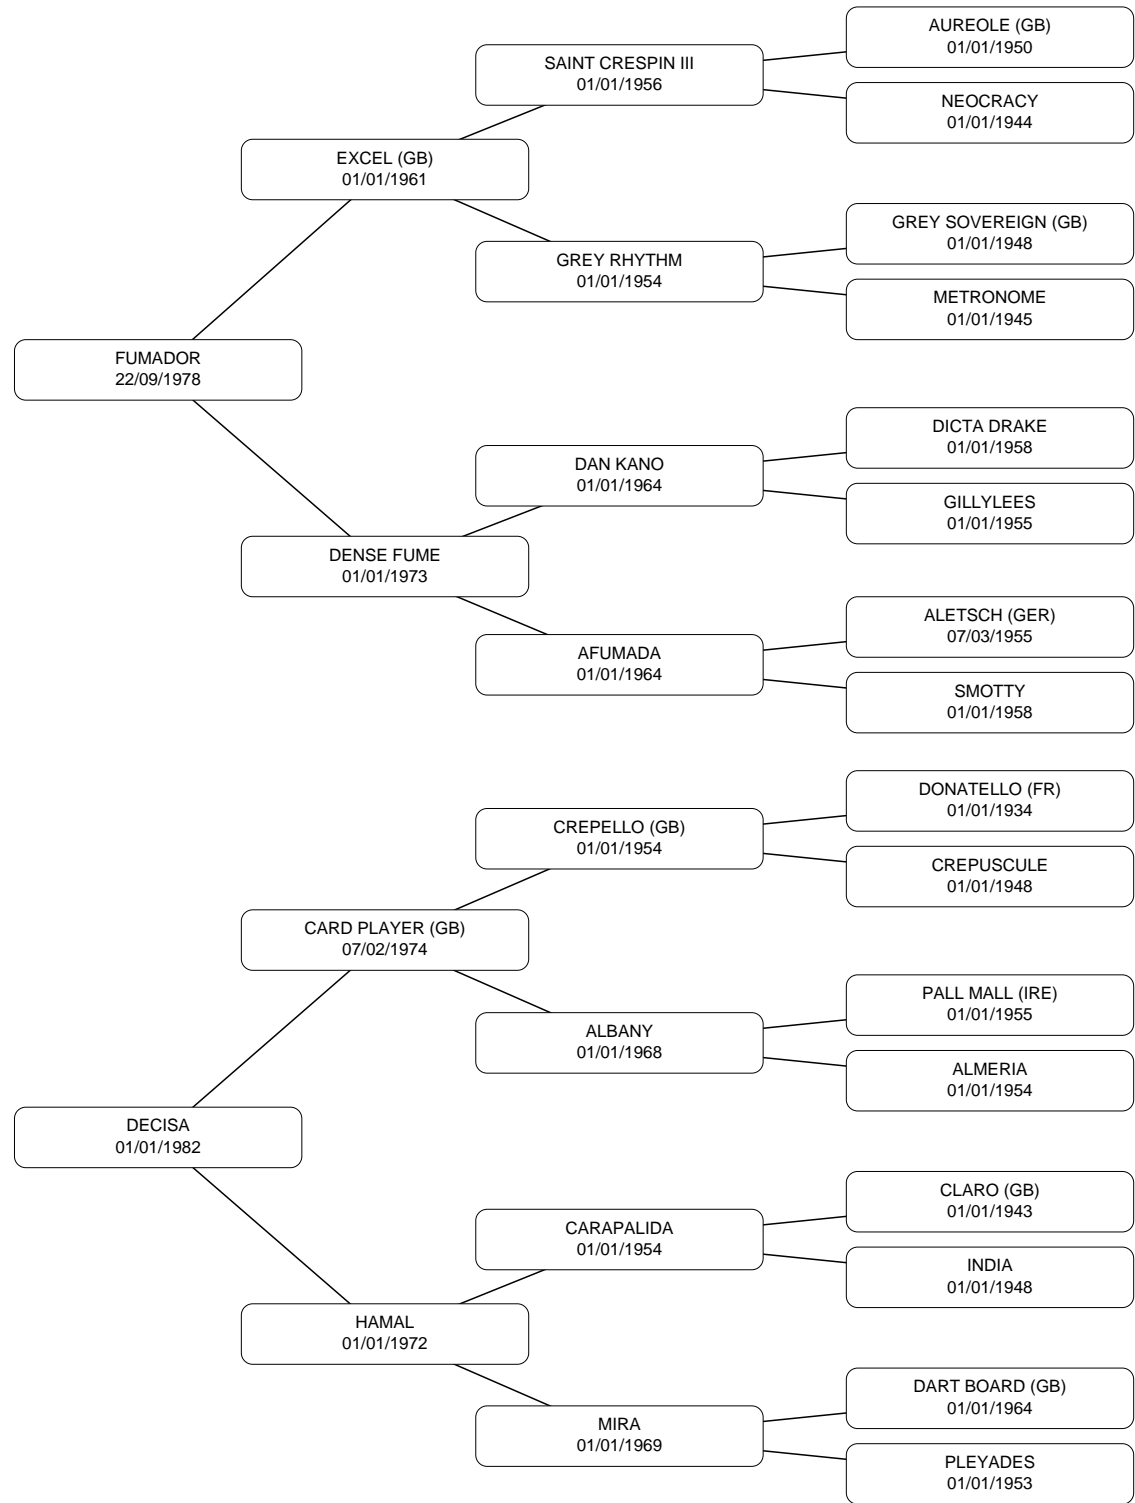 AUREOLE (GB)
01/01/1950
SAINT CRESPIN III
01/01/1956
NEOCRACY
01/01/1944
EXCEL (GB)
01/01/1961
GREY SOVEREIGN (GB)
01/01/1948
GREY RHYTHM
01/01/1954
METRONOME
01/01/1945
FUMADOR
22/09/1978
DICTA DRAKE
01/01/1958
DAN KANO
01/01/1964
GILLYLEES
01/01/1955
DENSE FUME
01/01/1973
ALETSCH (GER)
07/03/1955
AFUMADA
01/01/1964
SMOTTY
01/01/1958
DONATELLO (FR)
01/01/1934
CREPELLO (GB)
01/01/1954
CREPUSCULE
01/01/1948
CARD PLAYER (GB)
07/02/1974
PALL MALL (IRE)
01/01/1955
ALBANY
01/01/1968
ALMERIA
01/01/1954
DECISA
01/01/1982
CLARO (GB)
01/01/1943
CARAPALIDA
01/01/1954
INDIA
01/01/1948
HAMAL
01/01/1972
DART BOARD (GB)
01/01/1964
MIRA
01/01/1969
PLEYADES
01/01/1953